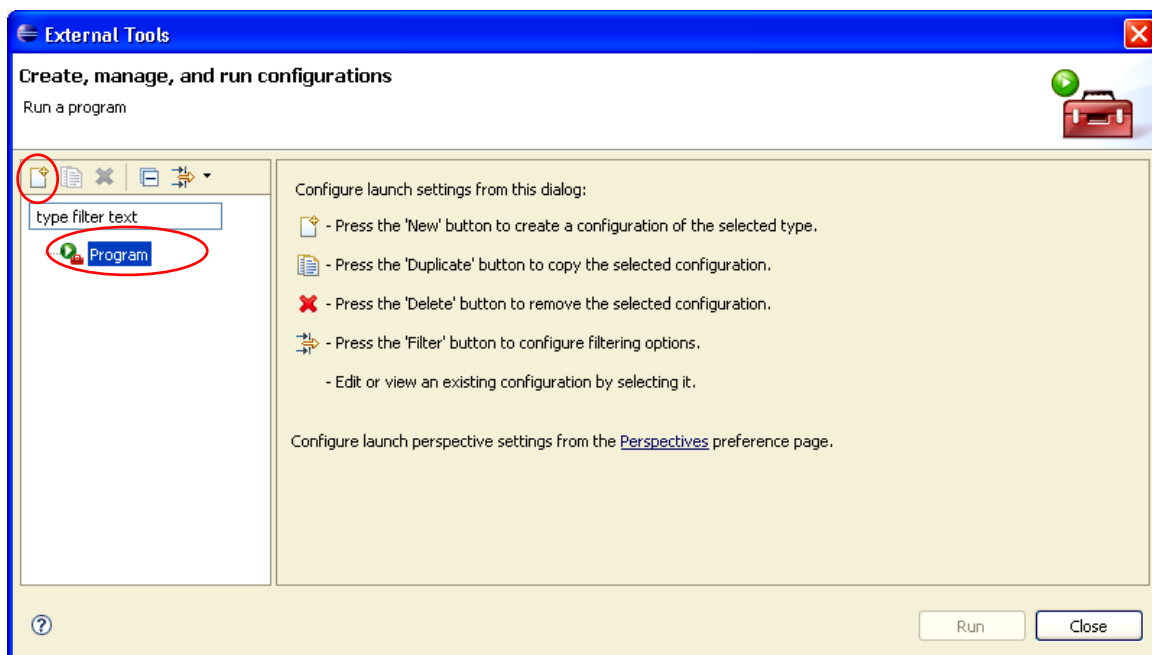 External Tools
Create, manage, and run configurations
Run a program
type filter text
Program
Configure launch settings from this dialog:
- Press the 'New' button to create a configuration of the selected type.
- Press the 'Duplicate' button to copy the selected configuration.
- Press the 'Delete' button to remove the selected configuration.
- Press the 'Filter' button to configure filtering options.
- Edit or view an existing configuration by selecting it.
Configure launch perspective settings from the Perspectives preference page.
? Run Close